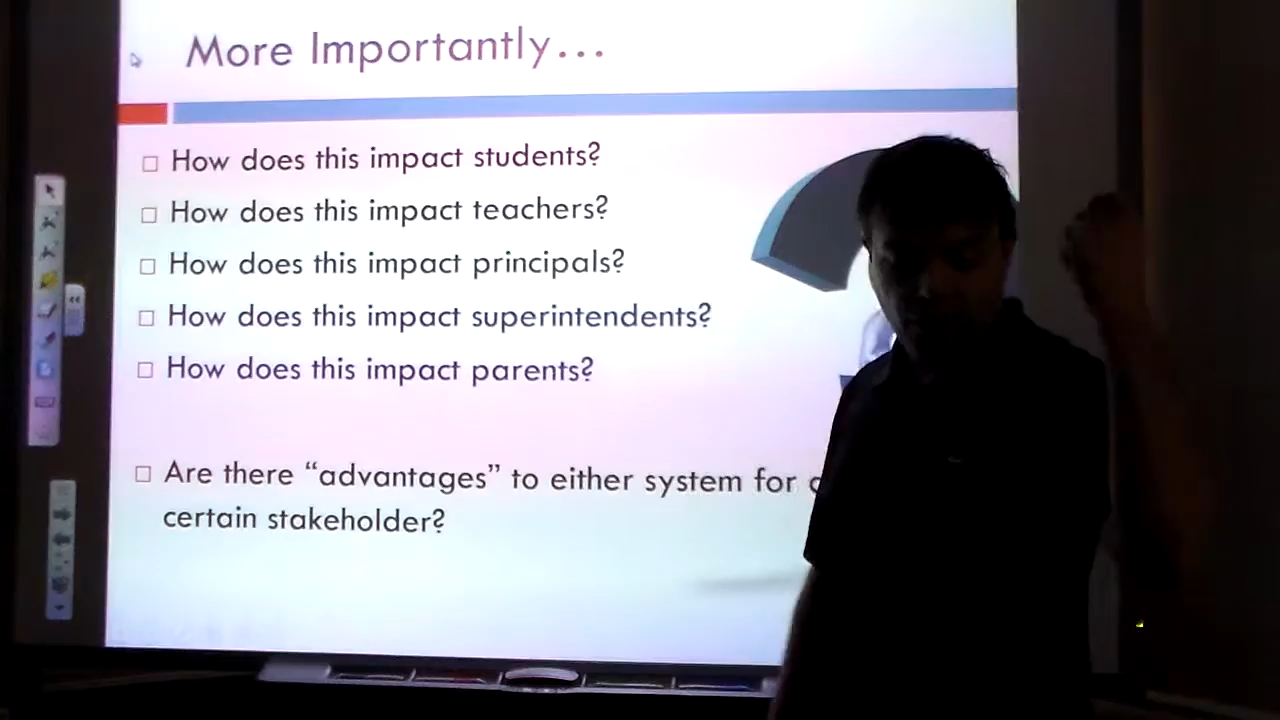 More Importantly...
How does this impact students?
How does this impact teachers?
How does this impact principals?
How does this impact superintendents?
How does this impact parents?
Are there “advantages” to either system for
certain stakeholder?